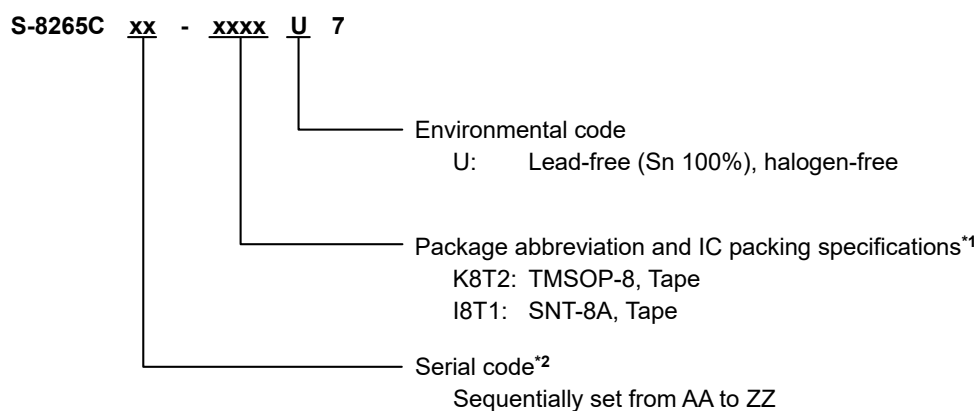 S-8265C xx - xxxx U 7
Environmental code
U: Lead-free (Sn 100%), halogen-free
Package abbreviation and IC packing specifications*1
K8T2: TMSOP-8, Tape
I8T1: SNT-8A, Tape
Serial code*2
Sequentially set from AA to ZZ